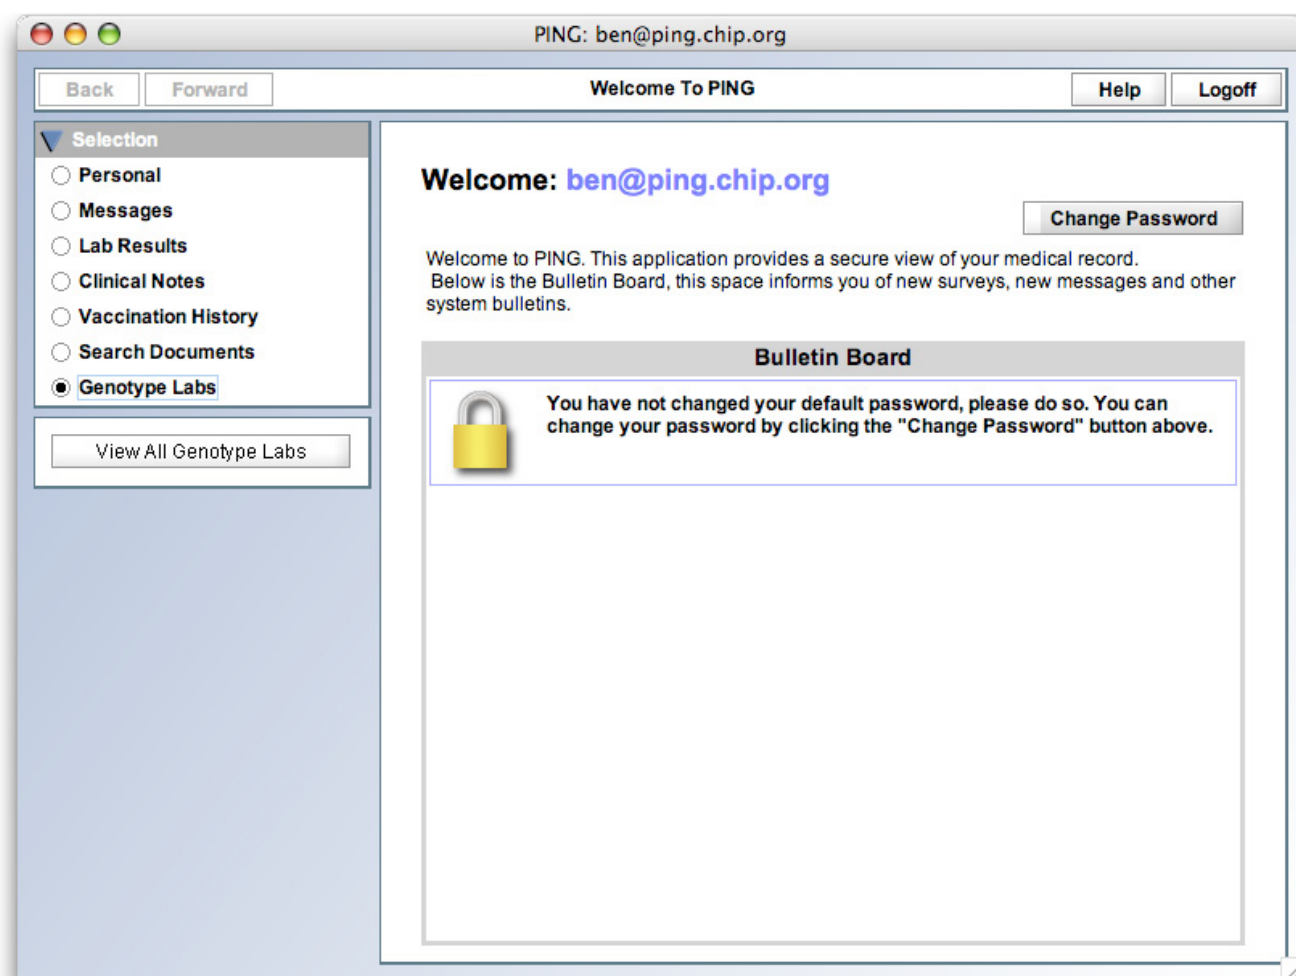 PING: ben@ping.chip.org
Back
Forward
Welcome To PING
Help
Logoff
Selection
Personal
Messages
Lab Results
Clinical Notes
Vaccination History
Search Documents
Genotype Labs
View All Genotype Labs
Welcome: ben@ping.chip.org
Change Password
Welcome to PING. This application provides a secure view of your medical record.
Below is the Bulletin Board, this space informs you of new surveys, new messages and other
system bulletins.
Bulletin Board
You have not changed your default password, please do so. You can
change your password by clicking the "Change Password" button above.